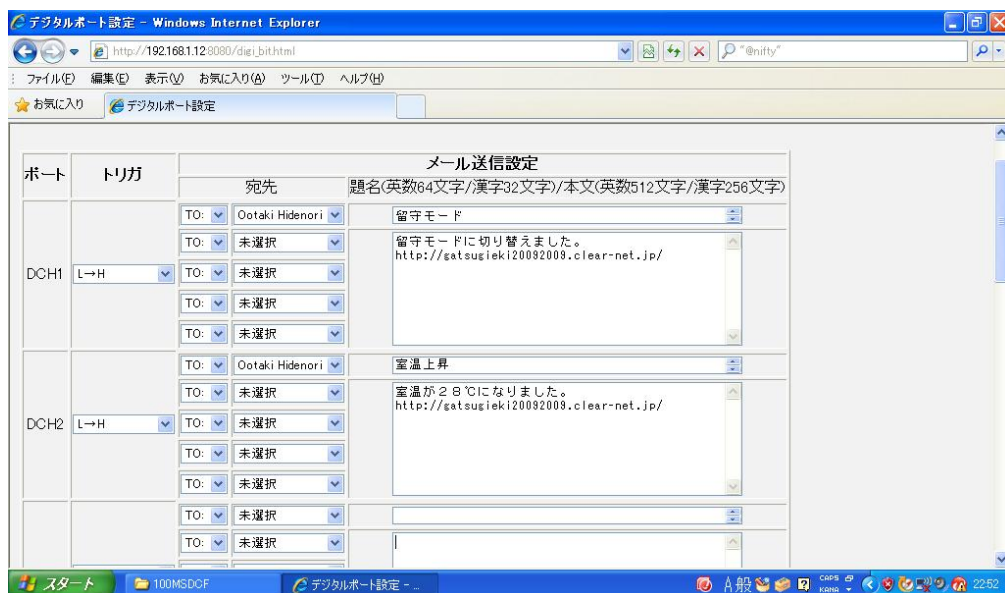 デジタルポート設定 - Windows Internet Explorer
http://192.168.1.12:8080/digi_bit.html
"@nifty"
ファイル(F) 編集(E) 表示(V) お気に入り(A) ツール(T) ヘルプ(H)
お気に入り デジタルポート設定
ポート トリガ メール送信設定
宛先 題名(英数64文字/漢字32文字)/本文(英数512文字/漢字256文字)
DCH1 L→H
TO: Ootaki Hidenori 留守モード
TO: 未選択 留守モードに切り替えました。
http://gatsugieki20092009.clear-net.jp/
TO: 未選択
TO: 未選択
TO: 未選択
DCH2 L→H
TO: Ootaki Hidenori 室温上昇
TO: 未選択 室温が28℃になりました。
http://gatsugieki20092009.clear-net.jp/
TO: 未選択
TO: 未選択
TO: 未選択
TO: 未選択
TO: 未選択
スタート 100MSDCF デジタルポート設定 - ... A 般 CAPS KANA 22:52